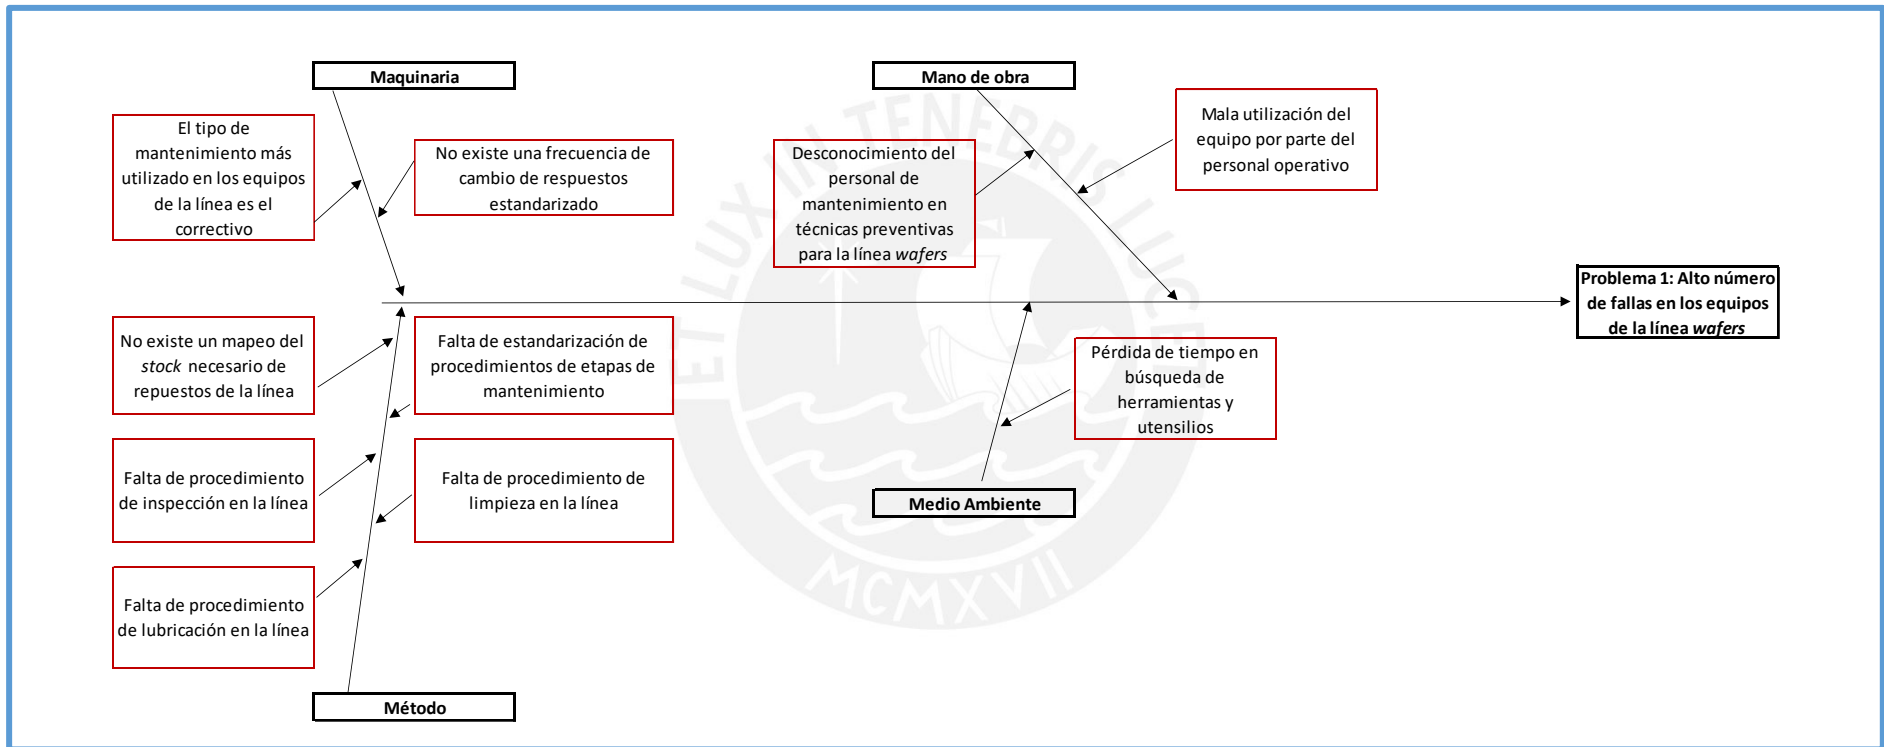 Maquinaria
Mano de obra
El tipo de
mantenimiento más
utilizado en los equipos
de la línea es el
correctivo
No existe una frecuencia de
cambio de respuestos
estandarizado
Desconocimiento del
personal de
mantenimiento en
técnicas preventivas
para la línea wafers
Mala utilización del
equipo por parte del
personal operativo
Problema 1: Alto número
de fallas en los equipos
de la línea wafers
No existe un mapeo del
stock necesario de
repuestos de la línea
Falta de estandarización de
procedimientos de etapas de
mantenimiento
Pérdida de tiempo en
búsqueda de
herramientas y
utensilios
Falta de procedimiento
de inspección en la línea
Falta de procedimiento de
limpieza en la línea
Medio Ambiente
Falta de procedimiento
de lubricación en la línea
Método
ET LUX IN TENEBRIS LUCET
MCMXVII